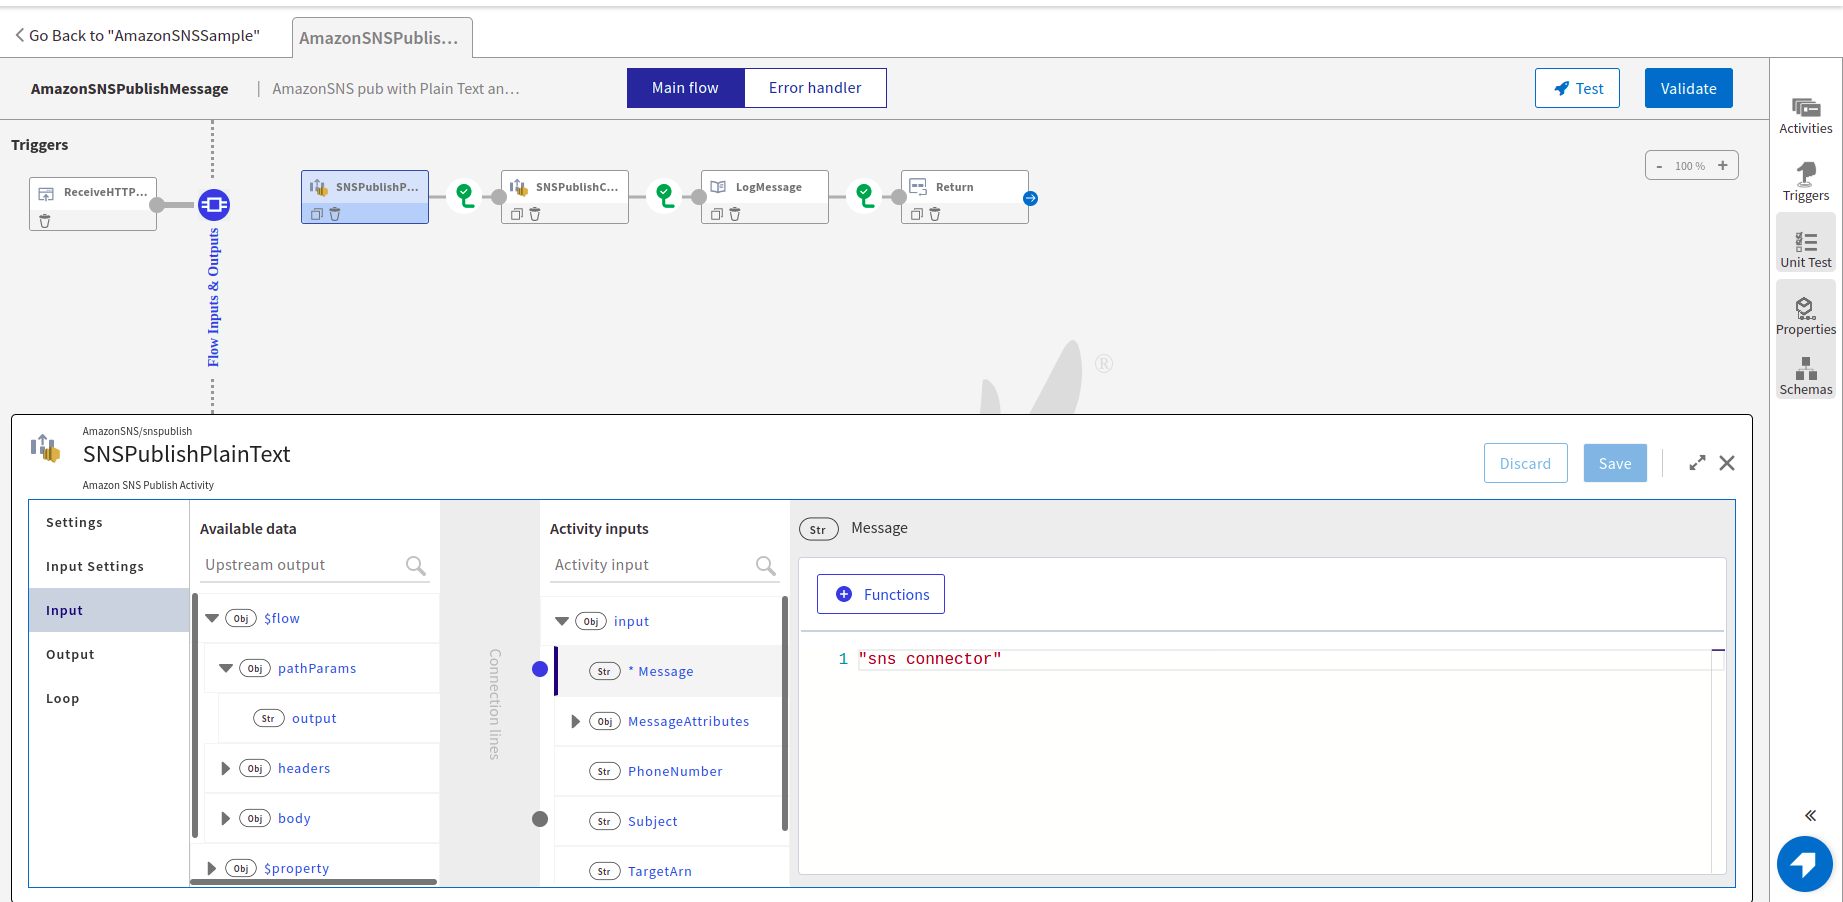 Go Back to "AmazonSNSSample"
AmazonSNSPublis...
AmazonSNSPublishMessage
AmazonSNS pub with Plain Text an...
Main flow
Error handler
Test
Validate
Activities
Triggers
Unit Test
Properties
Schemas
Triggers
ReceiveHTTP...
Flow Inputs & Outputs
SNSPublishP...
SNSPublishC...
LogMessage
Return
- 100 % +
®
AmazonSNS/snspublish
SNSPublishPlainText
Amazon SNS Publish Activity
Discard
Save
Settings
Input Settings
Input
Output
Loop
Available data
Upstream output
Obj $flow
Obj pathParams
Str output
Obj headers
Obj body
Obj $property
Connection lines
Activity inputs
Activity input
Obj input
Str * Message
Obj MessageAttributes
Str PhoneNumber
Str Subject
Str TargetArn
Str Message
Functions
1 "sns connector"